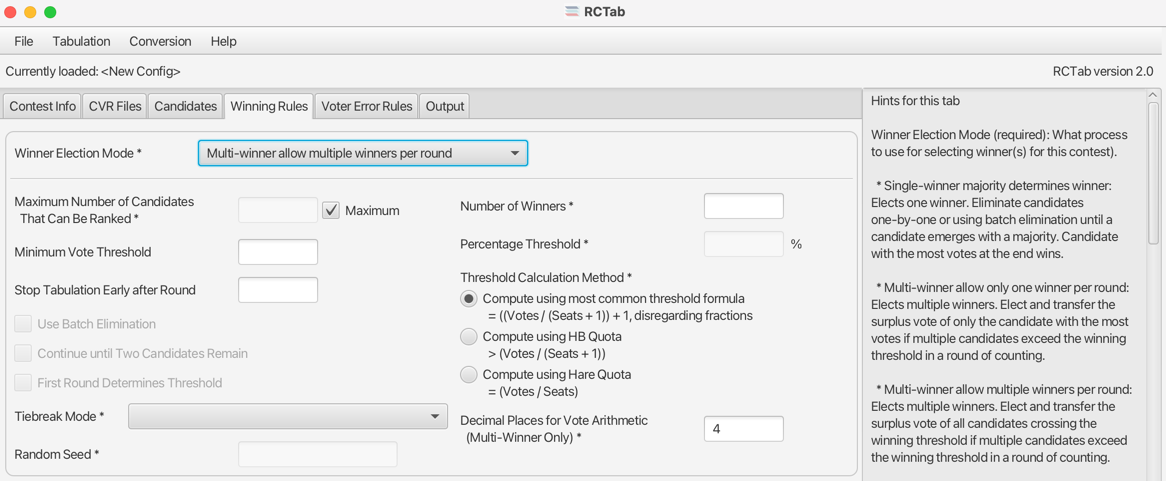 RCTab
File Tabulation Conversion Help
Currently loaded: <New Config>
RCTab version 2.0
Contest Info CVR Files Candidates Winning Rules Voter Error Rules Output
Winner Election Mode *
Multi-winner allow multiple winners per round
Maximum Number of Candidates
That Can Be Ranked *
Maximum
Minimum Vote Threshold
Stop Tabulation Early after Round
Use Batch Elimination
Continue until Two Candidates Remain
First Round Determines Threshold
Tiebreak Mode *
Random Seed *
Number of Winners *
Percentage Threshold *
%
Threshold Calculation Method *
Compute using most common threshold formula
= ((Votes / (Seats + 1)) + 1, disregarding fractions
Compute using HB Quota
> (Votes / (Seats + 1))
Compute using Hare Quota
= (Votes / Seats)
Decimal Places for Vote Arithmetic
(Multi-Winner Only) *
4
Hints for this tab
Winner Election Mode (required): What process
to use for selecting winner(s) for this contest).
* Single-winner majority determines winner:
Elects one winner. Eliminate candidates
one-by-one or using batch elimination until a
candidate emerges with a majority. Candidate
with the most votes at the end wins.
* Multi-winner allow only one winner per round:
Elects multiple winners. Elect and transfer the
surplus vote of only the candidate with the most
votes if multiple candidates exceed the winning
threshold in a round of counting.
* Multi-winner allow multiple winners per round:
Elects multiple winners. Elect and transfer the
surplus vote of all candidates crossing the
winning threshold if multiple candidates exceed
the winning threshold in a round of counting.